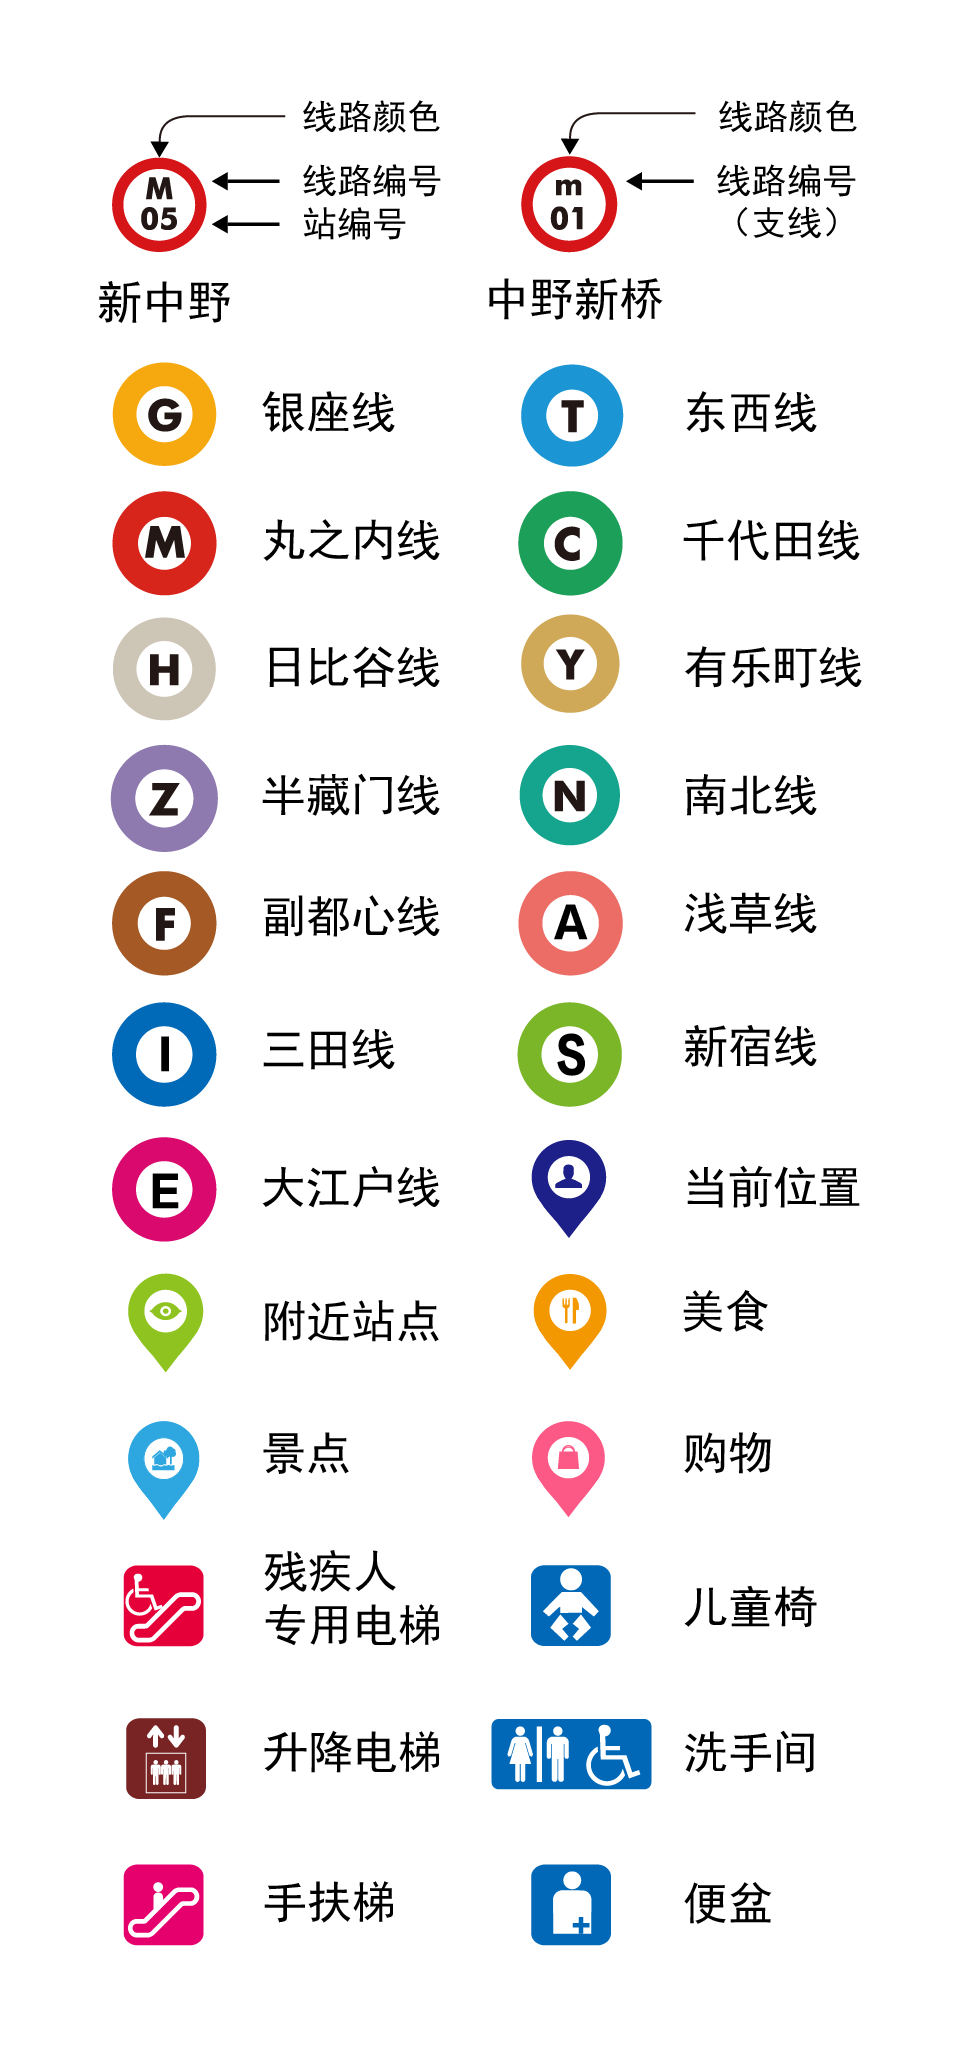 线路颜色
M
05
线路编号
站编号
新中野
线路颜色
m
01
线路编号
（支线）
中野新桥
G 银座线
T 东西线
M 丸之内线
C 千代田线
H 日比谷线
Y 有乐町线
Z 半藏门线
N 南北线
F 副都心线
A 浅草线
I 三田线
S 新宿线
E 大江户线
当前位置
附近站点
美食
景点
购物
残疾人
专用电梯
儿童椅
升降电梯
洗手间
手扶梯
便盆